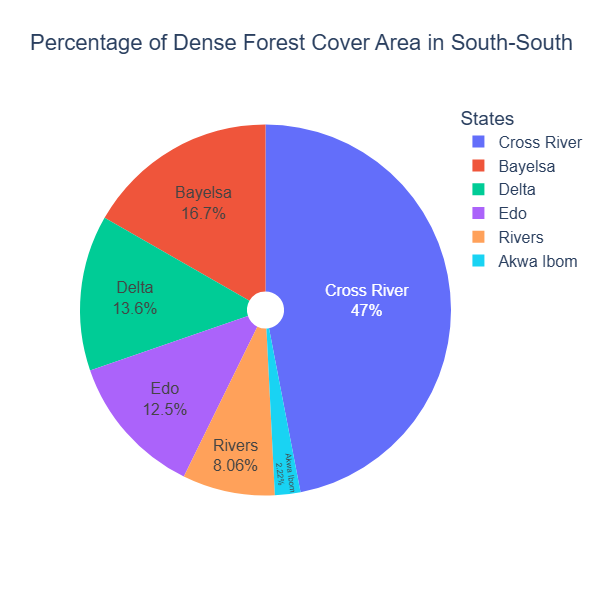 Percentage of Dense Forest Cover Area in South-South
States
Cross River
Bayelsa
Delta
Edo
Rivers
Akwa Ibom
Bayelsa
16.7%
Cross River
47%
Delta
13.6%
Edo
12.5%
Rivers
8.06%
Akwa Ibom
2.22%